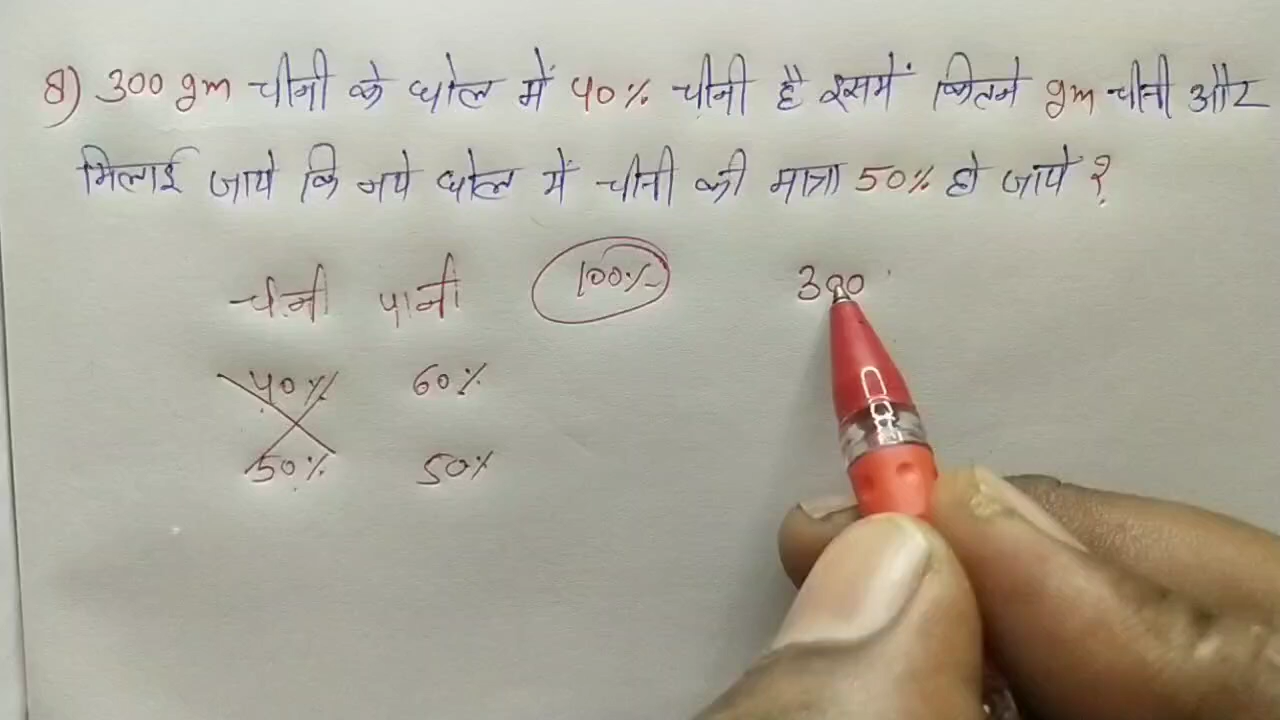 8) 300 gm चीनी के घोल में 40% चीनी है इसमें कितने gm चीनी और
मिलाई जाये कि नये घोल में चीनी की मात्रा 50% हो जाये ?
चीनी पानी 100% 300
40% 60%
50% 50%